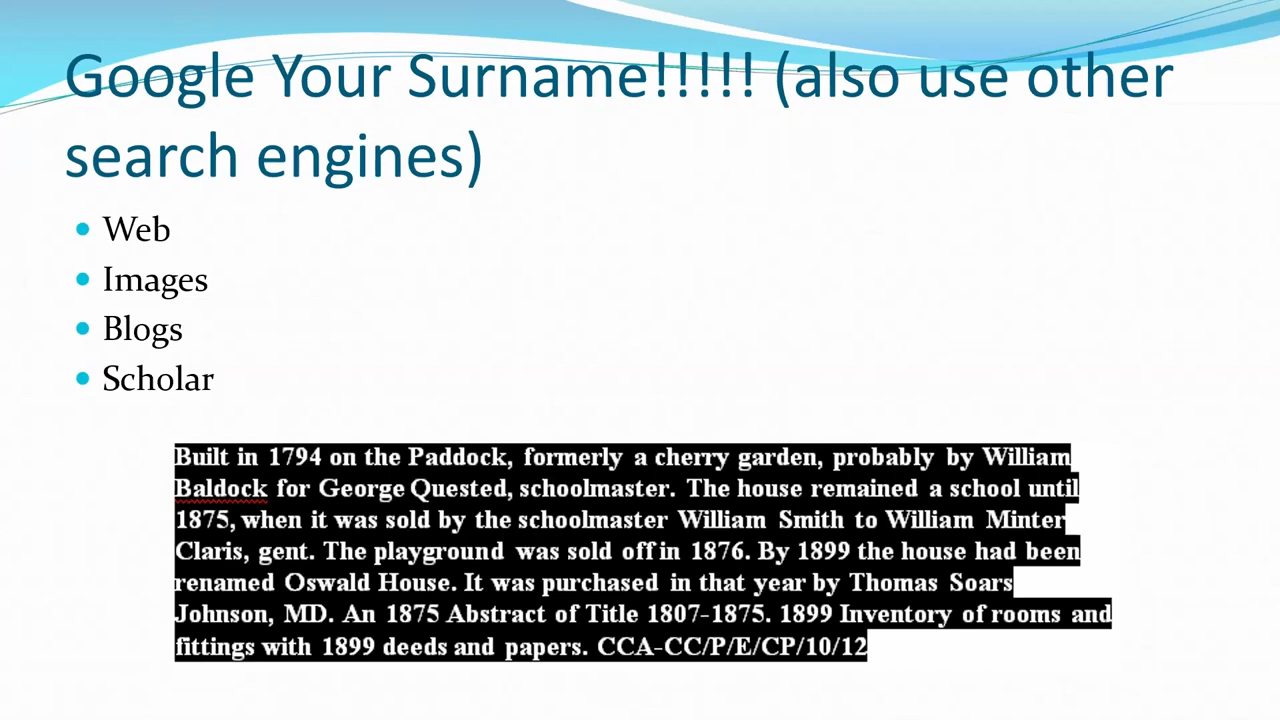 Google Your Surname!!!!! (also use other
search engines)
Web
Images
Blogs
Scholar
Built in 1794 on the Paddock, formerly a cherry garden, probably by William
Baldock for George Quested, schoolmaster. The house remained a school until
1875, when it was sold by the schoolmaster William Smith to William Minter
Claris, gent. The playground was sold off in 1876. By 1899 the house had been
renamed Oswald House. It was purchased in that year by Thomas Soars
Johnson, MD. An 1875 Abstract of Title 1807-1875. 1899 Inventory of rooms and
fittings with 1899 deeds and papers. CCA-CC/P/E/CP/10/12